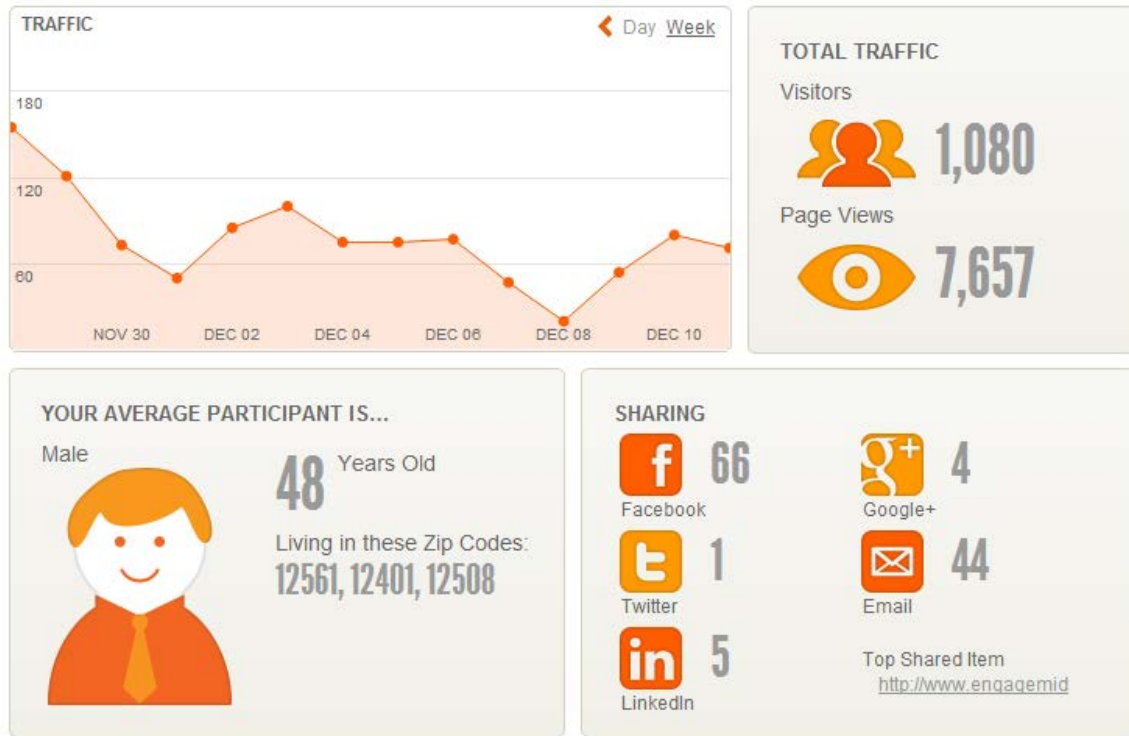 TRAFFIC
Day Week
180
120
60
NOV 30 DEC 02 DEC 04 DEC 06 DEC 08 DEC 10
TOTAL TRAFFIC
Visitors
1,080
Page Views
7,657
YOUR AVERAGE PARTICIPANT IS...
Male
48 Years Old
Living in these Zip Codes:
12561, 12401, 12508
SHARING
f 66
Facebook
g+ 4
Google+
t 1
Twitter
44
Email
in 5
LinkedIn
Top Shared Item
http://www.engagemid